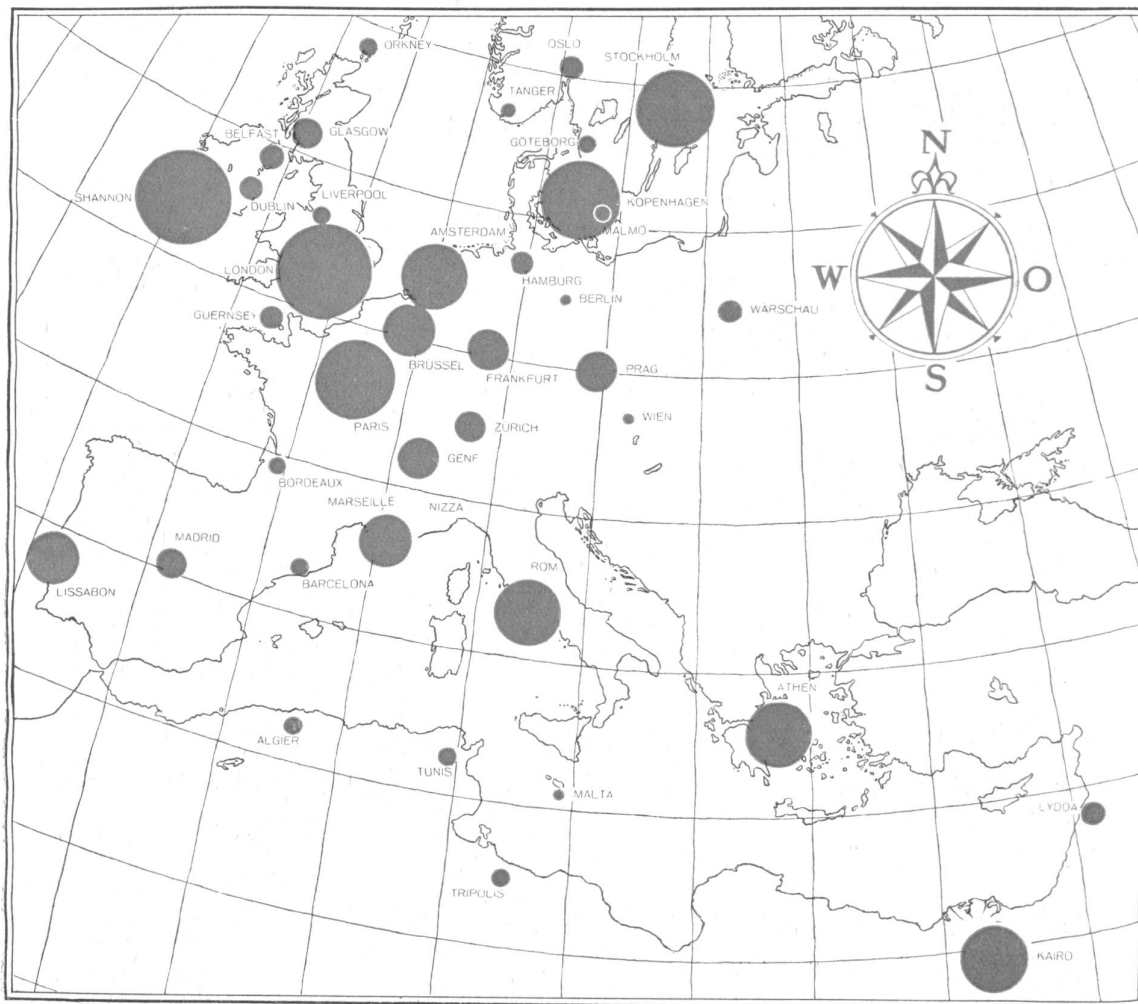 ORKNEY
OSLO
STOCKHOLM
TANGER
BELFAST
GLASGOW
GÖTEBORG
N
SHANNON
DUBLIN
LIVERPOOL
KOPENHAGEN
AMSTERDAM
MALMÖ
LONDON
HAMBURG
W
O
BERLIN
GUERNSEY
WARSCHAU
BRÜSSEL
FRANKFURT
PRAG
S
PARIS
ZÜRICH
WIEN
GENF
BORDEAUX
MARSEILLE
NIZZA
MADRID
LISSABON
BARCELONA
ROM
ATHEN
ALGIER
TUNIS
MALTA
LYDDA
TRIPOLIS
KAIRO